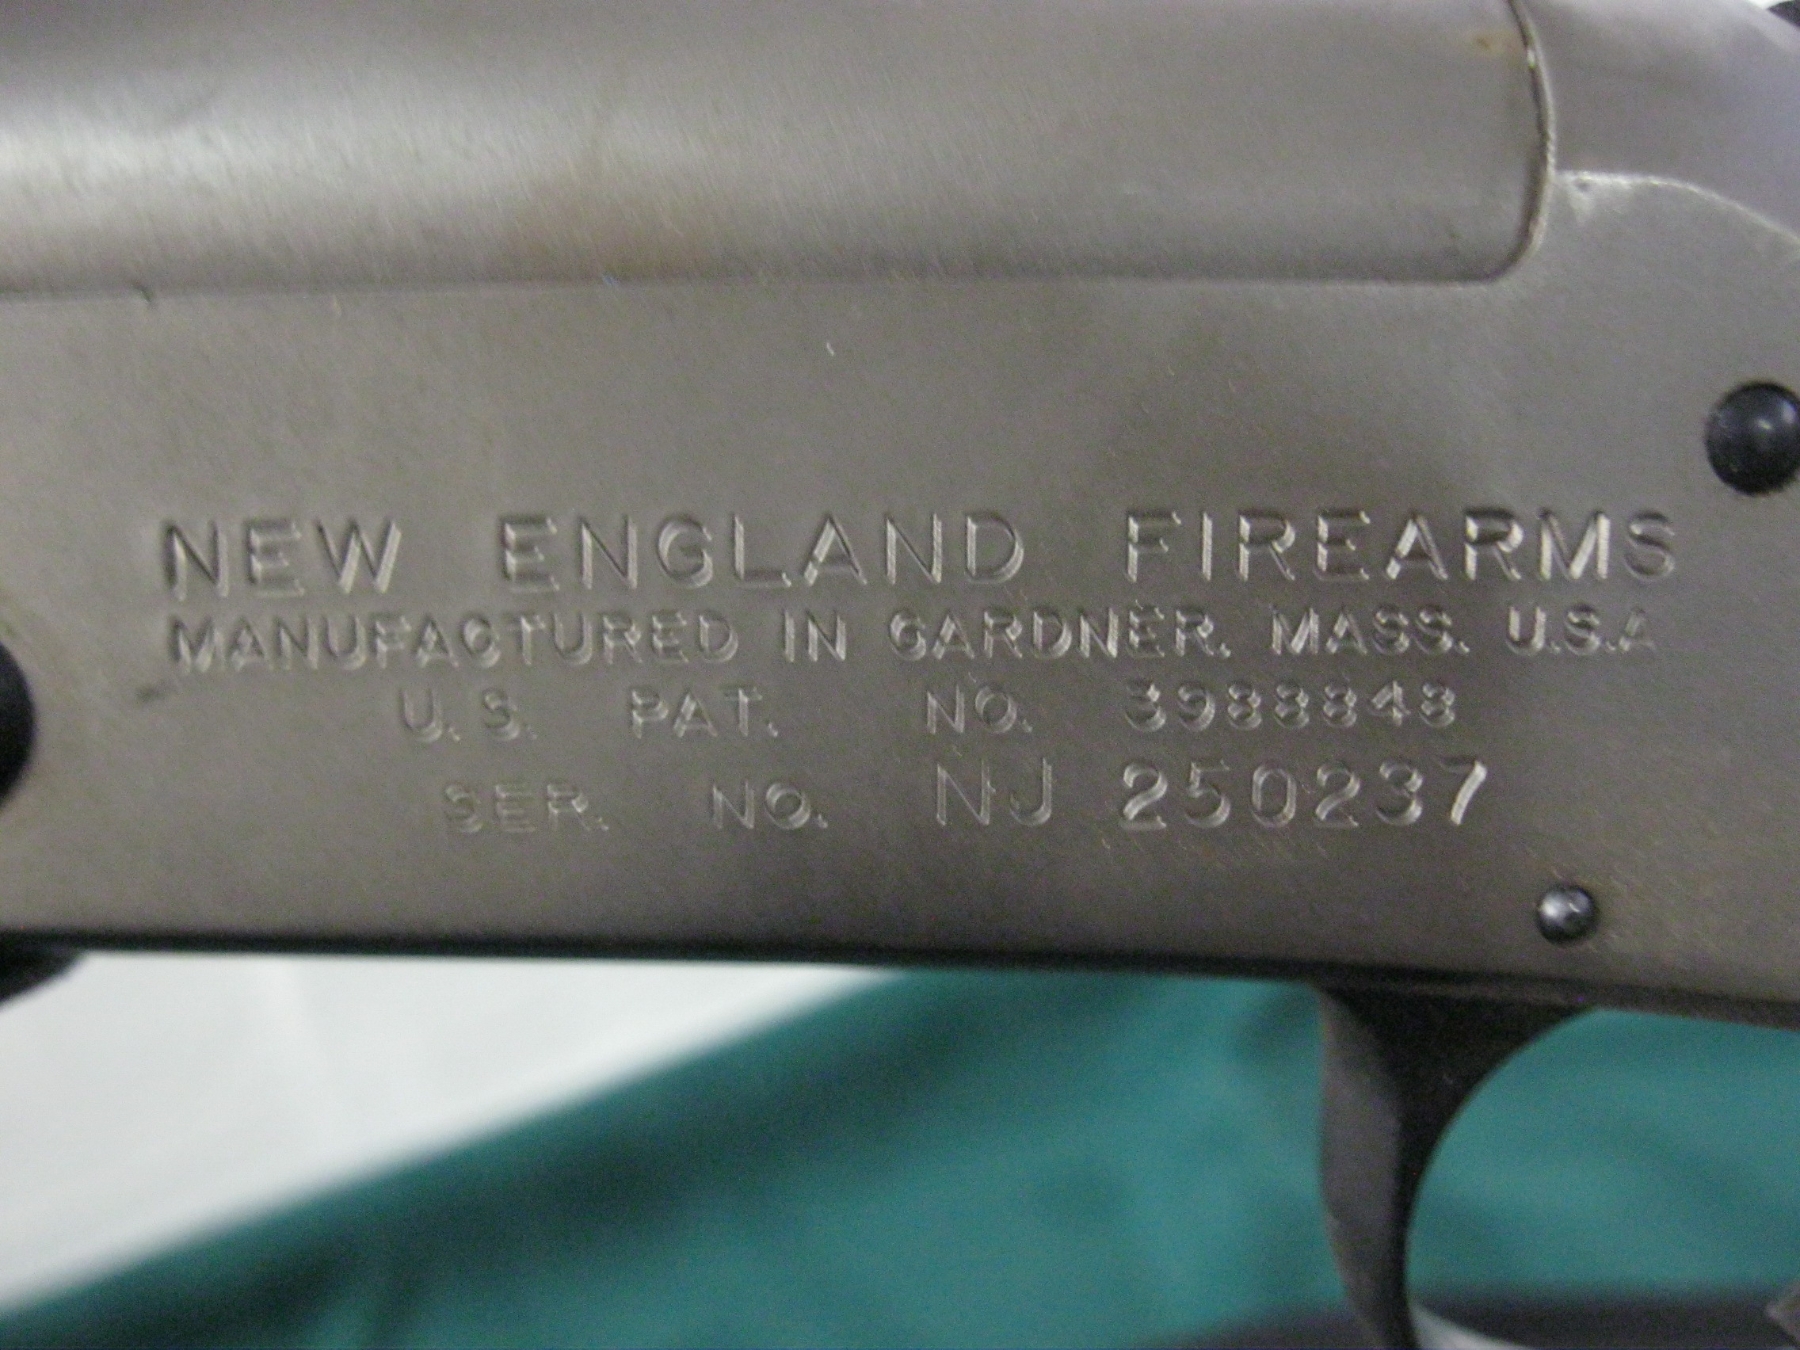 NEW ENGLAND FIREARMS
MANUFACTURED IN GARDNER. MASS. U.S.A
U.S. PAT. NO. 3988848
SER. NO. NJ 250237